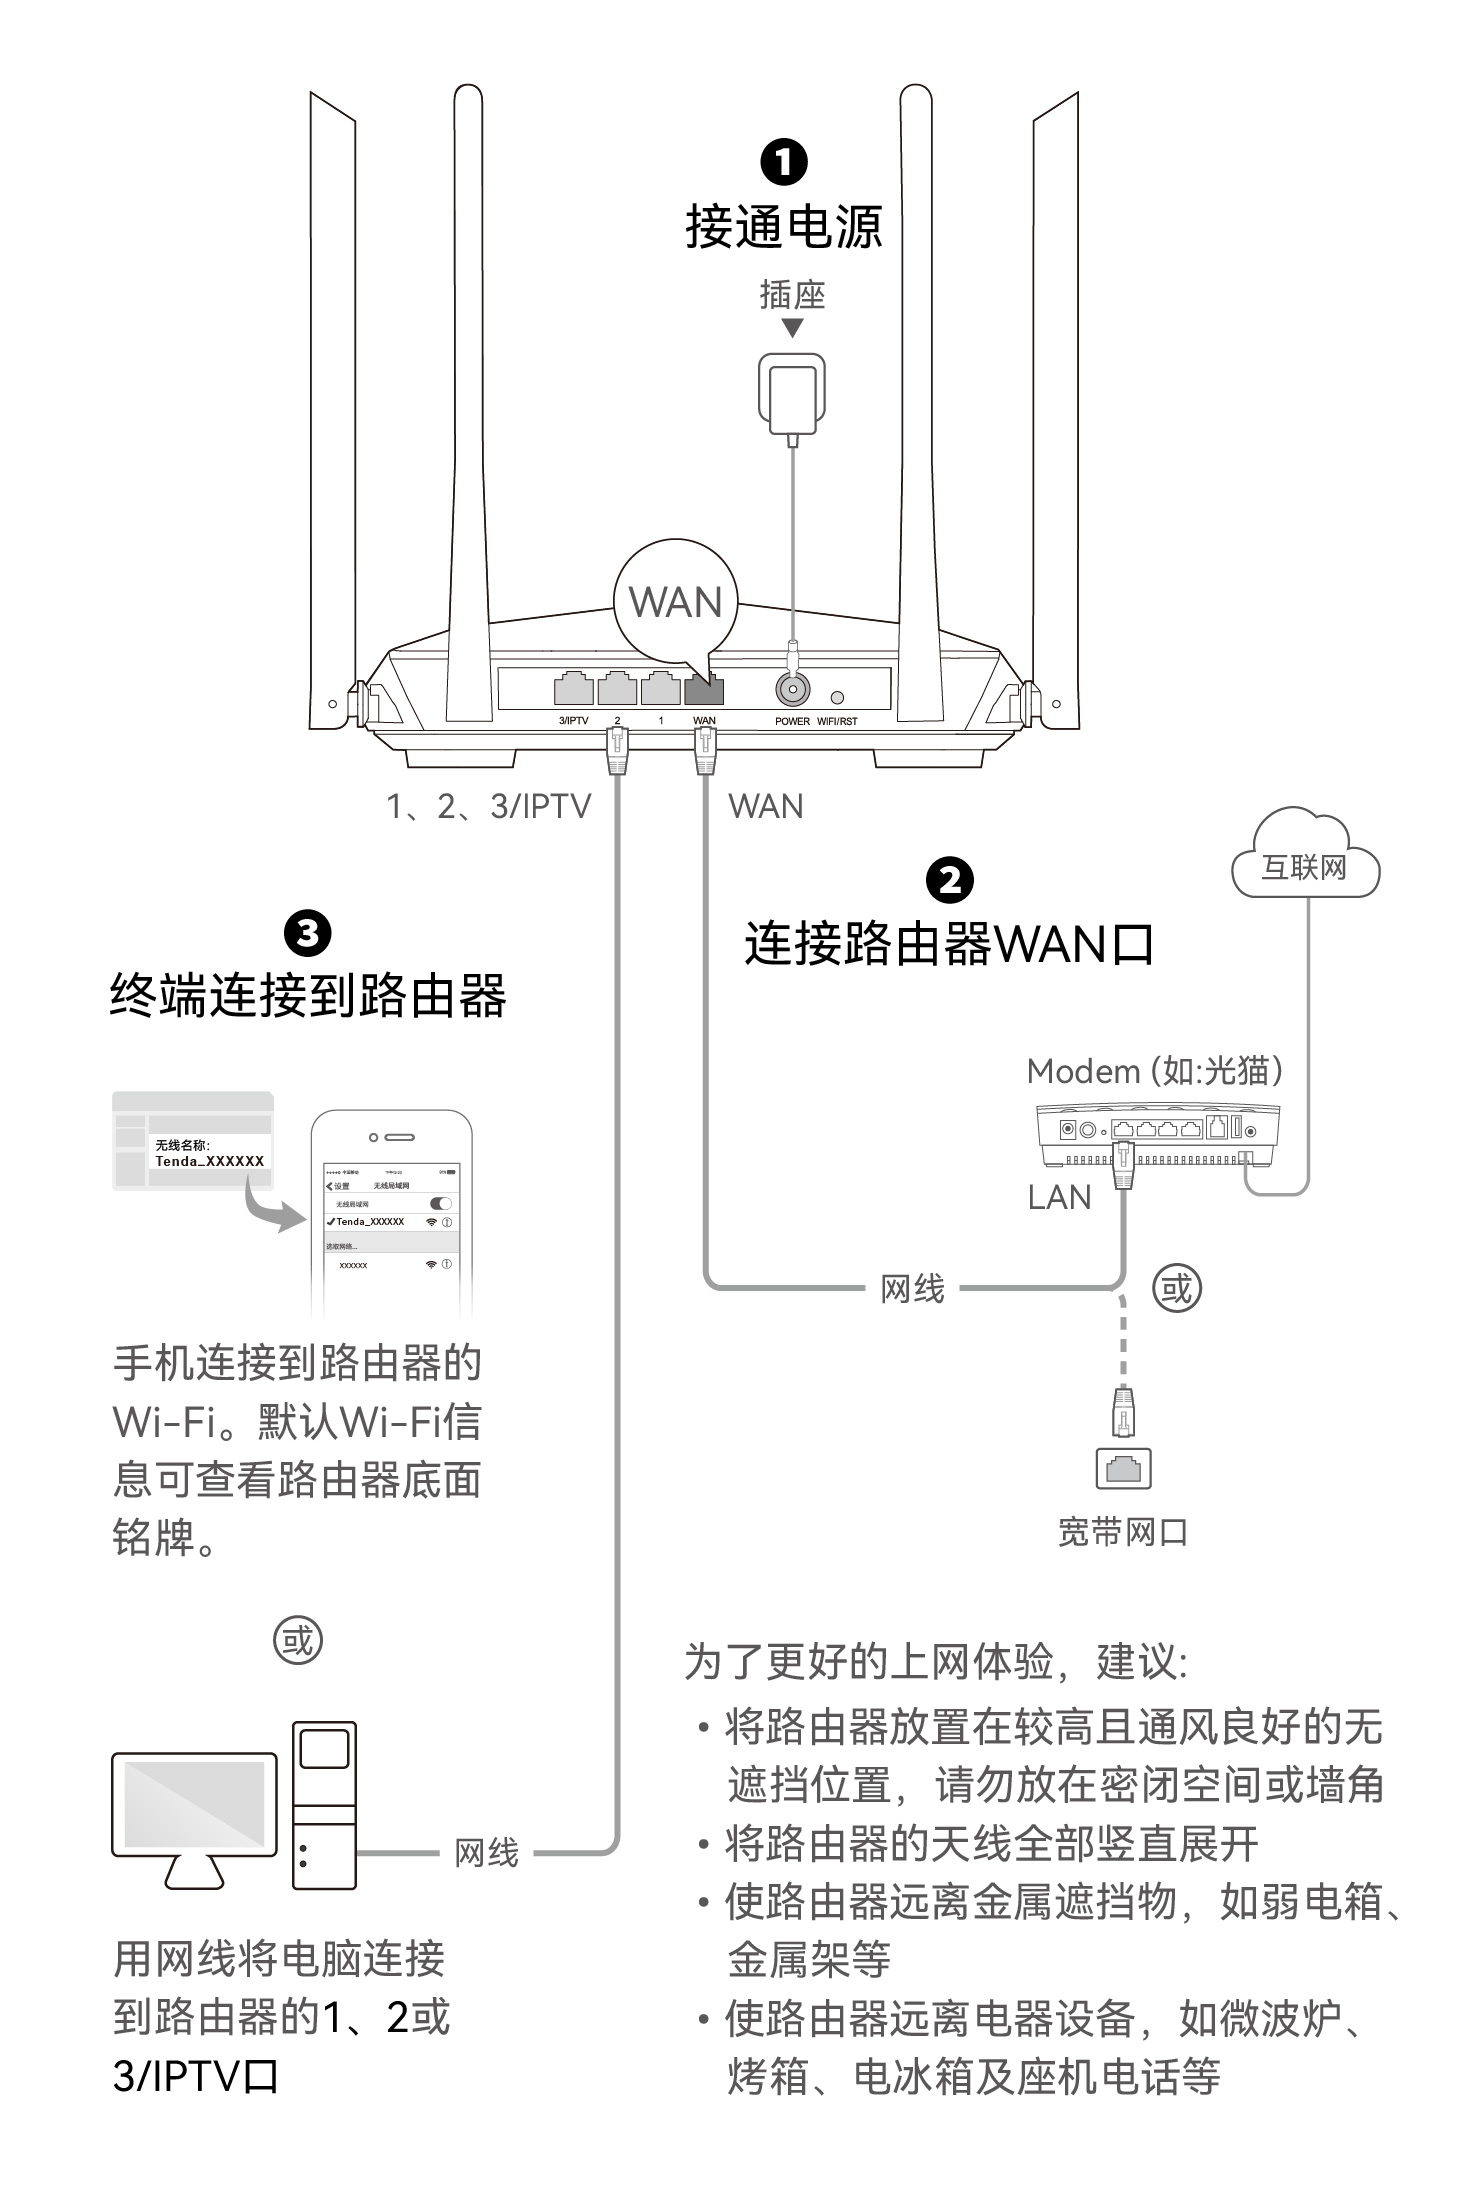 1
接通电源
插座
WAN
3/IPTV 2 1 WAN POWER WIFI/RST
1、2、3/IPTV
WAN
互联网
2
连接路由器WAN口
Modem (如:光猫)
LAN
网线
或
宽带网口
3
终端连接到路由器
无线名称:
Tenda_XXXXXX
中国移动
设置 无线局域网
无线局域网
Tenda_XXXXXX
选取网络...
XXXXXX
手机连接到路由器的
Wi-Fi。默认Wi-Fi信
息可查看路由器底面
铭牌。
或
网线
用网线将电脑连接
到路由器的1、2或
3/IPTV口
为了更好的上网体验，建议:
• 将路由器放置在较高且通风良好的无
遮挡位置，请勿放在密闭空间或墙角
• 将路由器的天线全部竖直展开
• 使路由器远离金属遮挡物，如弱电箱、
金属架等
• 使路由器远离电器设备，如微波炉、
烤箱、电冰箱及座机电话等